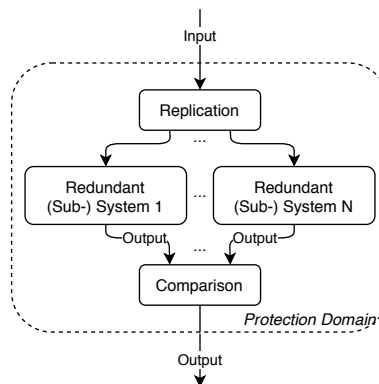 Input
Replication
...
Redundant
(Sub-) System 1
...
Redundant
(Sub-) System N
Output
...
Output
Comparison
Protection Domain
Output